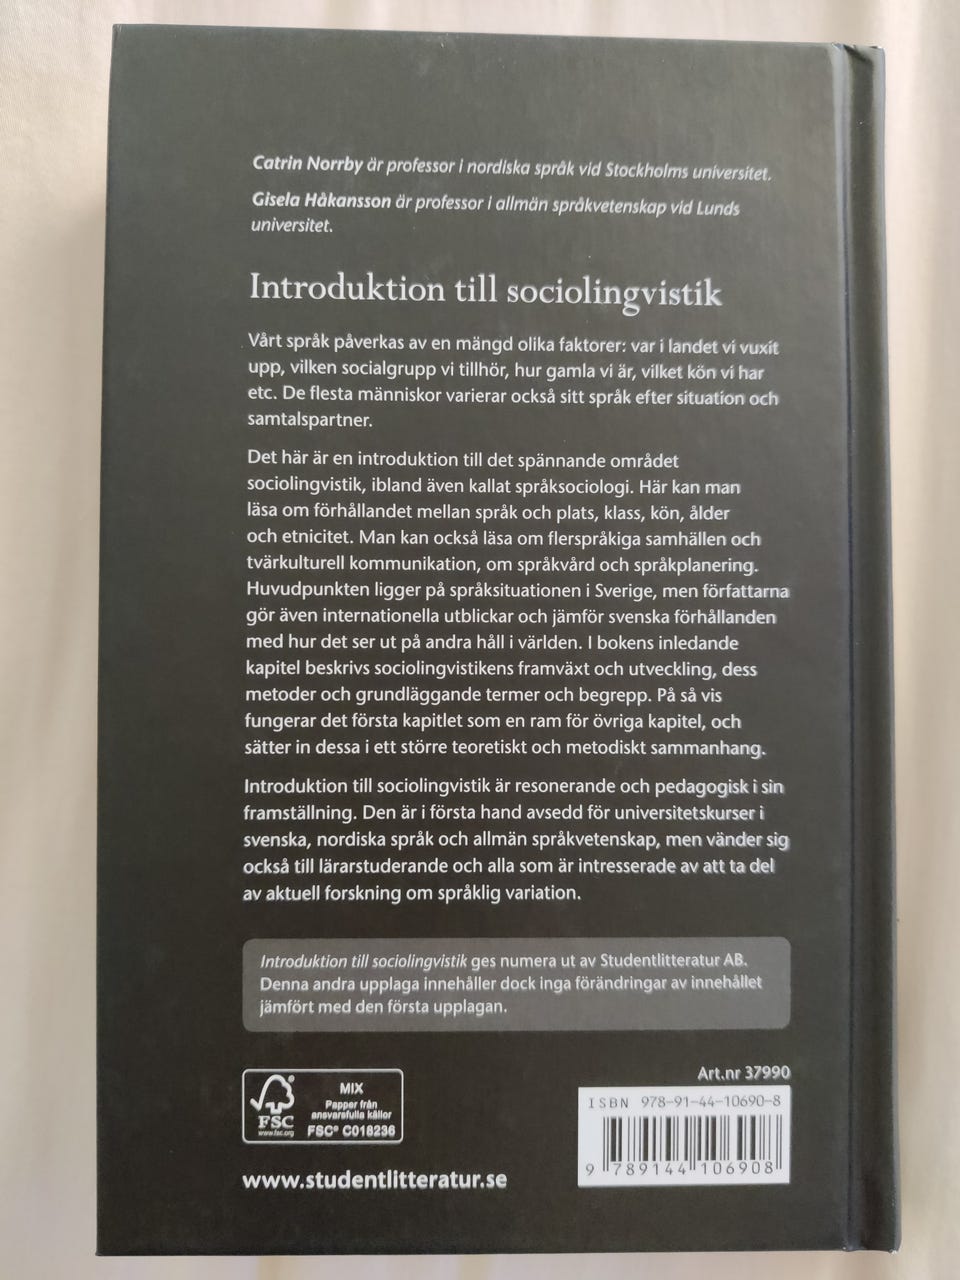 Catrin Norrby är professor i nordiska språk vid Stockholms universitet.
Gisela Håkansson är professor i allmän språkvetenskap vid Lunds
universitet.
Introduktion till sociolingvistik
Vårt språk påverkas av en mängd olika faktorer: var i landet vi vuxit
upp, vilken socialgrupp vi tillhör, hur gamla vi är, vilket kön vi har
etc. De flesta människor varierar också sitt språk efter situation och
samtalspartner.
Det här är en introduktion till det spännande området
sociolingvistik, ibland även kallat språksociologi. Här kan man
läsa om förhållandet mellan språk och plats, klass, kön, ålder
och etnicitet. Man kan också läsa om flerspråkiga samhällen och
tvärkulturell kommunikation, om språkvård och språkplanering.
Huvudpunkten ligger på språksituationen i Sverige, men författarna
gör även internationella utblickar och jämför svenska förhållanden
med hur det ser ut på andra håll i världen. I bokens inledande
kapitel beskrivs sociolingvistikens framväxt och utveckling, dess
metoder och grundläggande termer och begrepp. På så vis
fungerar det första kapitlet som en ram för övriga kapitel, och
sätter in dessa i ett större teoretiskt och metodiskt sammanhang.
Introduktion till sociolingvistik är resonerande och pedagogisk i sin
framställning. Den är i första hand avsedd för universitetskurser i
svenska, nordiska språk och allmän språkvetenskap, men vänder sig
också till lärarstuderande och alla som är intresserade av att ta del
av aktuell forskning om språklig variation.
Introduktion till sociolingvistik ges numera ut av Studentlitteratur AB.
Denna andra upplaga innehåller dock inga förändringar av innehållet
jämfört med den första upplagan.
FSC
www.fsc.org
MIX
Papper från
ansvarsfulla källor
FSC® C018236
www.studentlitteratur.se
Art.nr 37990
ISBN 978-91-44-10690-8
9 789144 106908